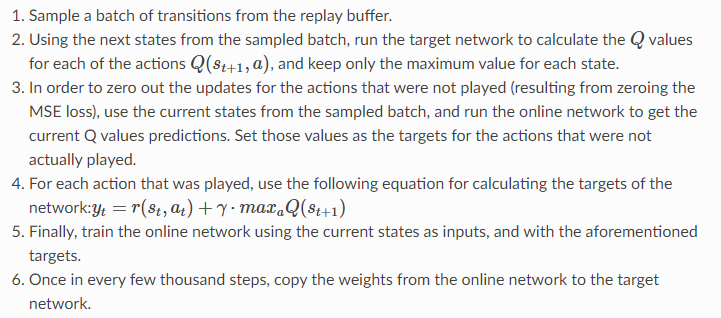 1. Sample a batch of transitions from the replay buffer.
2. Using the next states from the sampled batch, run the target network to calculate the Q values
for each of the actions Q(s_{t+1}, a), and keep only the maximum value for each state.
3. In order to zero out the updates for the actions that were not played (resulting from zeroing the
MSE loss), use the current states from the sampled batch, and run the online network to get the
current Q values predictions. Set those values as the targets for the actions that were not
actually played.
4. For each action that was played, use the following equation for calculating the targets of the
network:y_t = r(s_t, a_t) + γ · max_a Q(s_{t+1})
5. Finally, train the online network using the current states as inputs, and with the aforementioned
targets.
6. Once in every few thousand steps, copy the weights from the online network to the target
network.